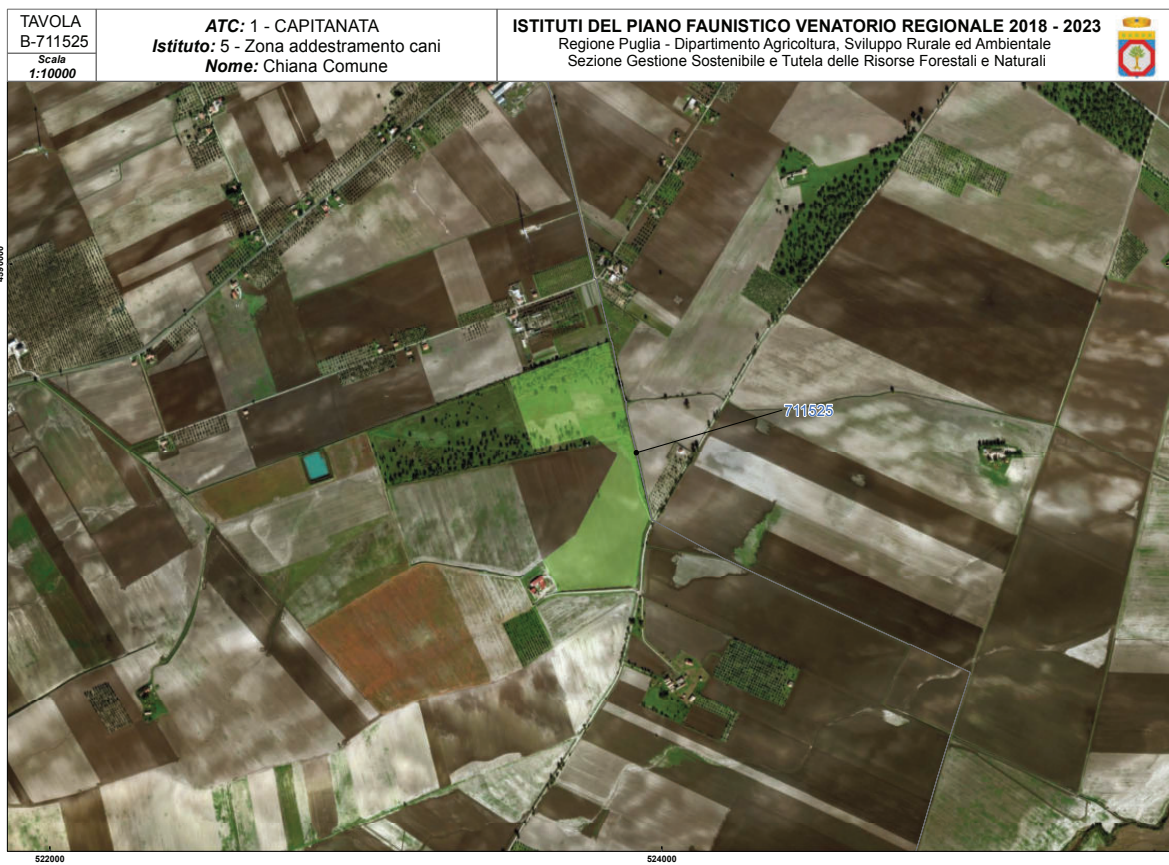 TAVOLA
B-711525
Scala
1:10000
ATC: 1 - CAPITANATA
Istituto: 5 - Zona addestramento cani
Nome: Chiana Comune
ISTITUTI DEL PIANO FAUNISTICO VENATORIO REGIONALE 2018 - 2023
Regione Puglia - Dipartimento Agricoltura, Sviluppo Rurale ed Ambientale
Sezione Gestione Sostenibile e Tutela delle Risorse Forestali e Naturali
711525
522000
524000